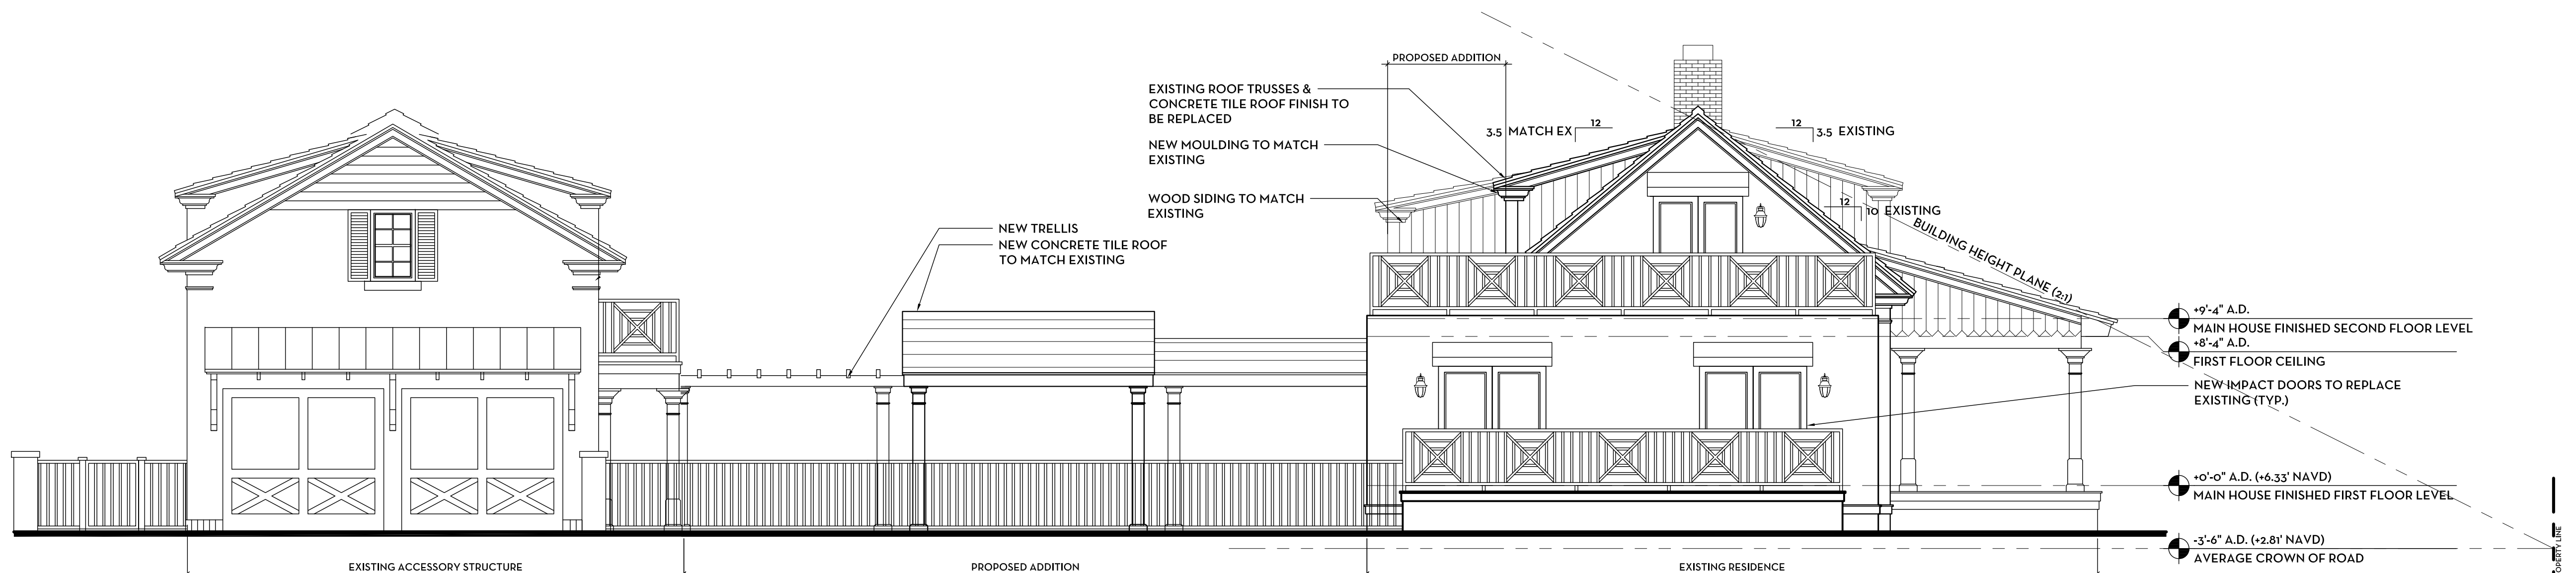 PROPOSED ADDITION
EXISTING ROOF TRUSSES &
CONCRETE TILE ROOF FINISH TO
BE REPLACED
3.5 MATCH EX
12
12
3.5 EXISTING
NEW MOULDING TO MATCH
EXISTING
WOOD SIDING TO MATCH
EXISTING
12
10 EXISTING
NEW TRELLIS
NEW CONCRETE TILE ROOF
TO MATCH EXISTING
BUILDING HEIGHT PLANE (2:1)
+9'-4" A.D.
MAIN HOUSE FINISHED SECOND FLOOR LEVEL
+8'-4" A.D.
FIRST FLOOR CEILING
NEW IMPACT DOORS TO REPLACE
EXISTING (TYP.)
+0'-0" A.D. (+6.33' NAVD)
MAIN HOUSE FINISHED FIRST FLOOR LEVEL
-3'-6" A.D. (+2.81' NAVD)
AVERAGE CROWN OF ROAD
EXISTING ACCESSORY STRUCTURE
PROPOSED ADDITION
EXISTING RESIDENCE
OPERTY LINE